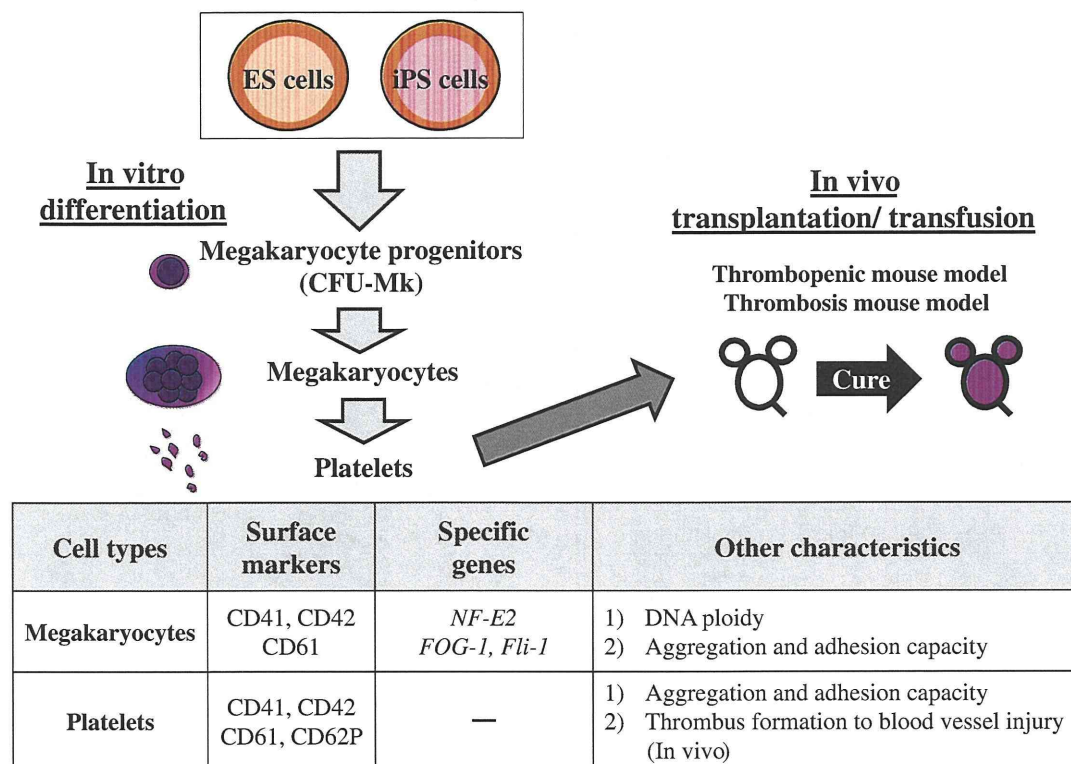 ES cells
iPS cells
In vitro
differentiation
Megakaryocyte progenitors
(CFU-Mk)
Megakaryocytes
Platelets
In vivo
transplantation/ transfusion
Thrombopenic mouse model
Thrombosis mouse model
Cure
Cell types
Surface
markers
Specific
genes
Other characteristics
Megakaryocytes
CD41, CD42
CD61
NF-E2
FOG-1, Fli-1
1) DNA ploidy
2) Aggregation and adhesion capacity
Platelets
CD41, CD42
CD61, CD62P
—
1) Aggregation and adhesion capacity
2) Thrombus formation to blood vessel injury
(In vivo)